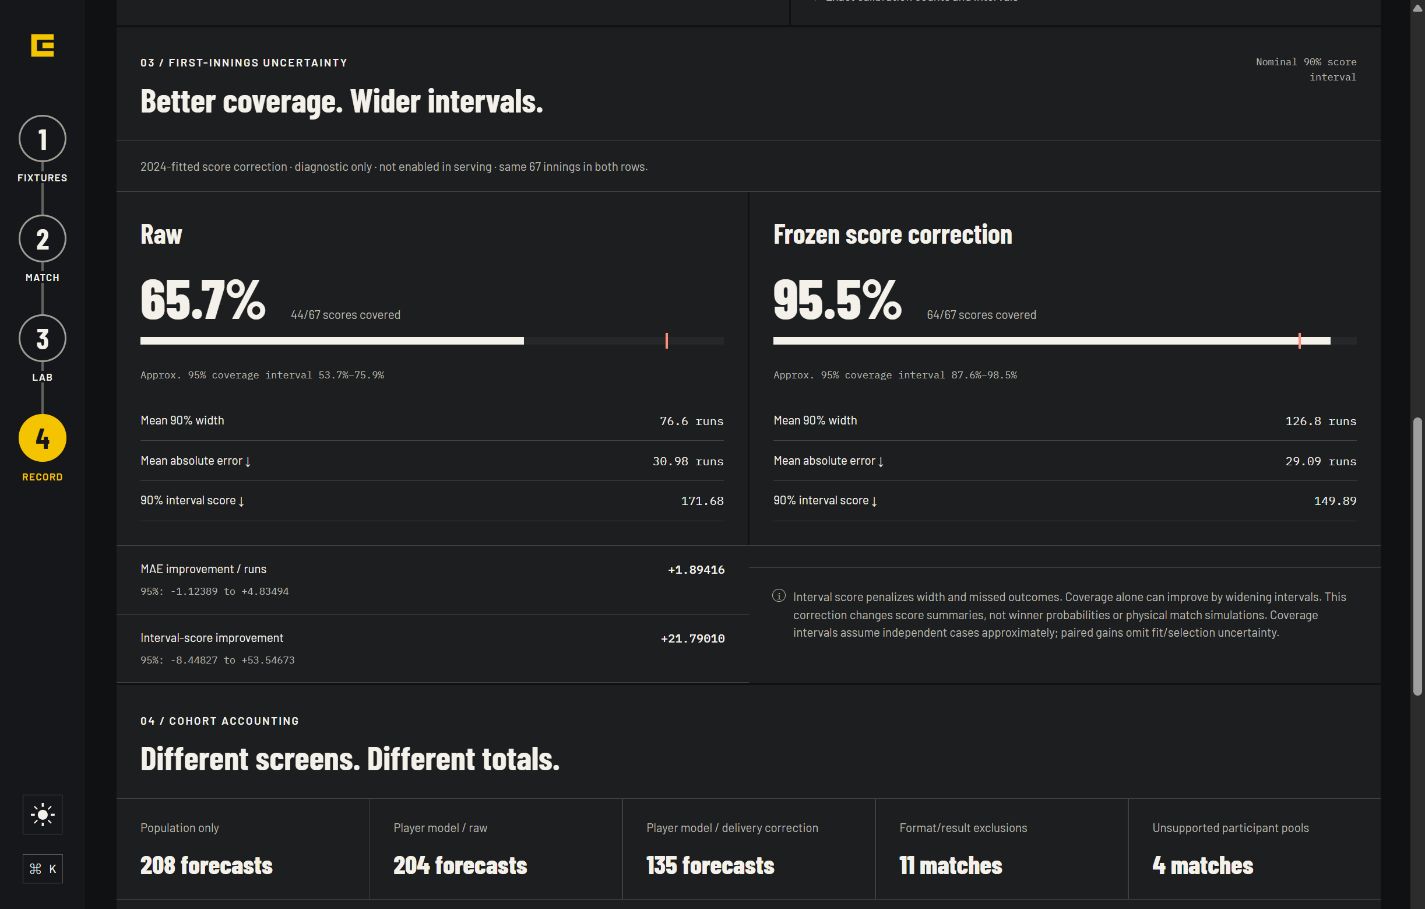 03 / FIRST-INNINGS UNCERTAINTY
Nominal 90% score
interval
Better coverage. Wider intervals.
2024-fitted score correction · diagnostic only · not enabled in serving · same 67 innings in both rows.
Raw
65.7%
44/67 scores covered
Approx. 95% coverage interval 53.7%–75.9%
Mean 90% width
76.6 runs
Mean absolute error ↓
30.98 runs
90% interval score ↓
171.68
Frozen score correction
95.5%
64/67 scores covered
Approx. 95% coverage interval 87.6%–98.5%
Mean 90% width
126.8 runs
Mean absolute error ↓
29.09 runs
90% interval score ↓
149.89
MAE improvement / runs
+1.89416
95%: -1.12389 to +4.83494
Interval-score improvement
+21.79010
95%: -8.44827 to +53.54673
Interval score penalizes width and missed outcomes. Coverage alone can improve by widening intervals. This
correction changes score summaries, not winner probabilities or physical match simulations. Coverage
intervals assume independent cases approximately; paired gains omit fit/selection uncertainty.
04 / COHORT ACCOUNTING
Different screens. Different totals.
Population only
208 forecasts
Player model / raw
204 forecasts
Player model / delivery correction
135 forecasts
Format/result exclusions
11 matches
Unsupported participant pools
4 matches
1
FIXTURES
2
MATCH
3
LAB
4
RECORD
⌘ K